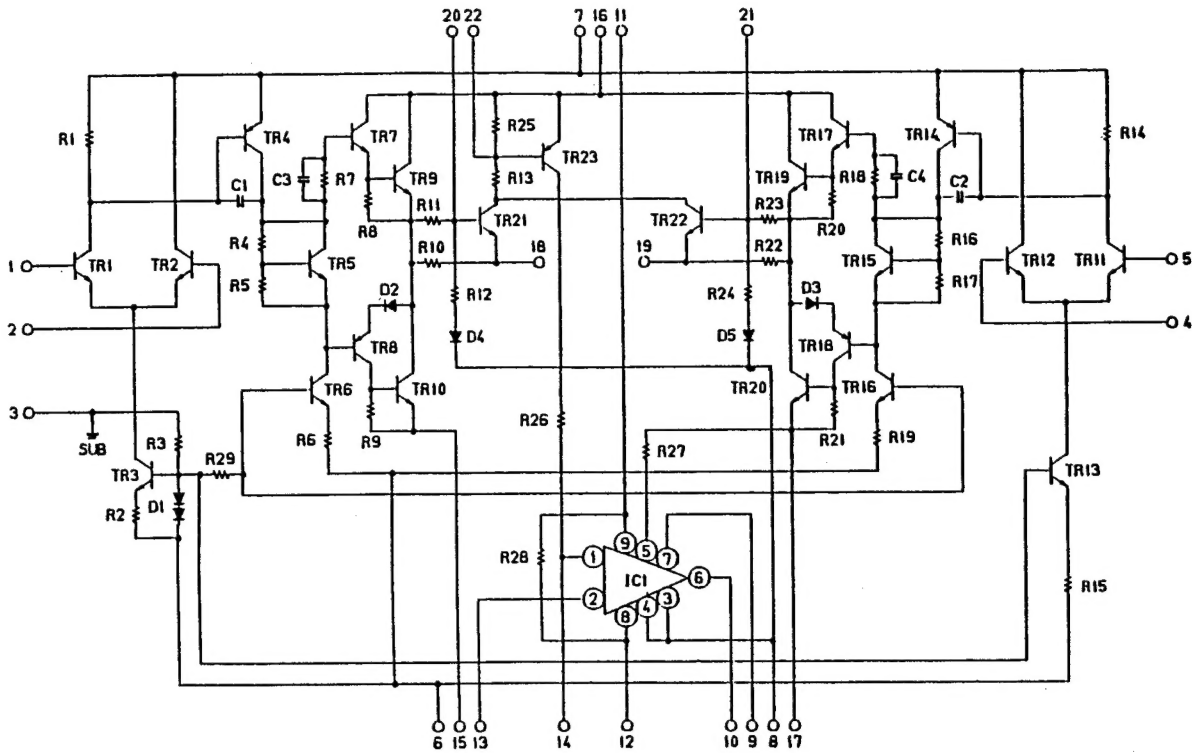 20 22 7 16 11 21
R25
TR4 TR7 TR17 TR14
R1 R14
TR23
C3 R7 TR9 R13 TR19 R18 C4
C1 C2
R11 TR21 TR22 R23
R8 R20
R4 R10 18 19 R22 R16
1 TR1 TR2 TR5 TR15 TR12 TR11 5
R5 R17
D2 R12 R24 D3
2 TR8 D4 D5 TR18 4
TR6 TR10 TR20 TR16
3 R26
SUB R3 R6 R9 R27 R21 R19
TR3 R29 TR13
R2 D1
9 5 7
R28 1 IC1 6
2 4 3 R15
8
6 15 13 14 12 10 9 8 17